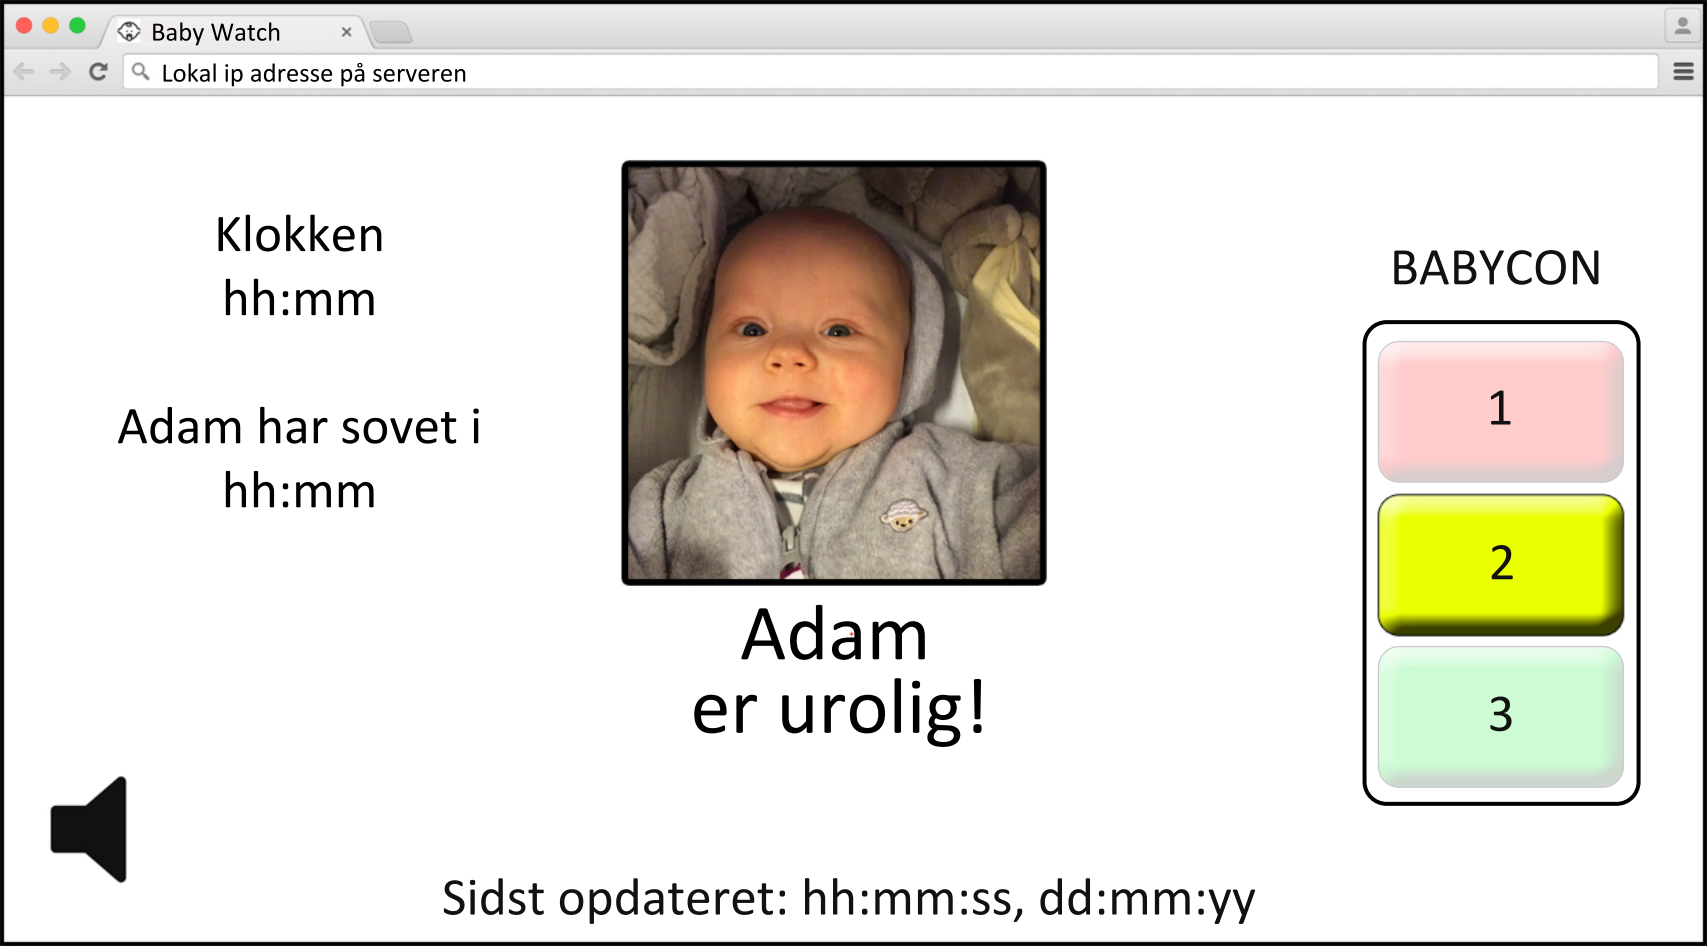 Baby Watch
Lokal ip adresse på serveren
Klokken
hh:mm
Adam har sovet i
hh:mm
Adam
er urolig!
BABYCON
1
2
3
Sidst opdateret: hh:mm:ss, dd:mm:yy